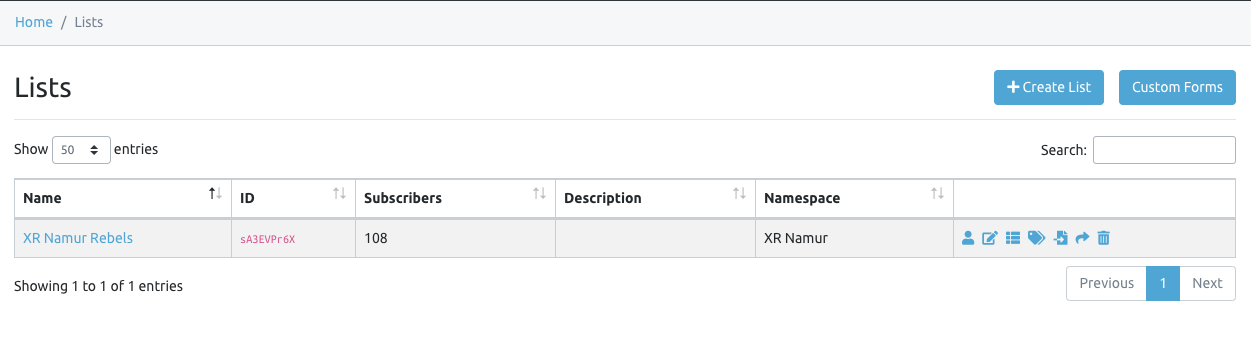 Home / Lists
Lists
Create List
Custom Forms
Show 50 entries
Search:
Name ID Subscribers Description Namespace
XR Namur Rebels sA3EVPr6X 108 XR Namur
Showing 1 to 1 of 1 entries
Previous 1 Next